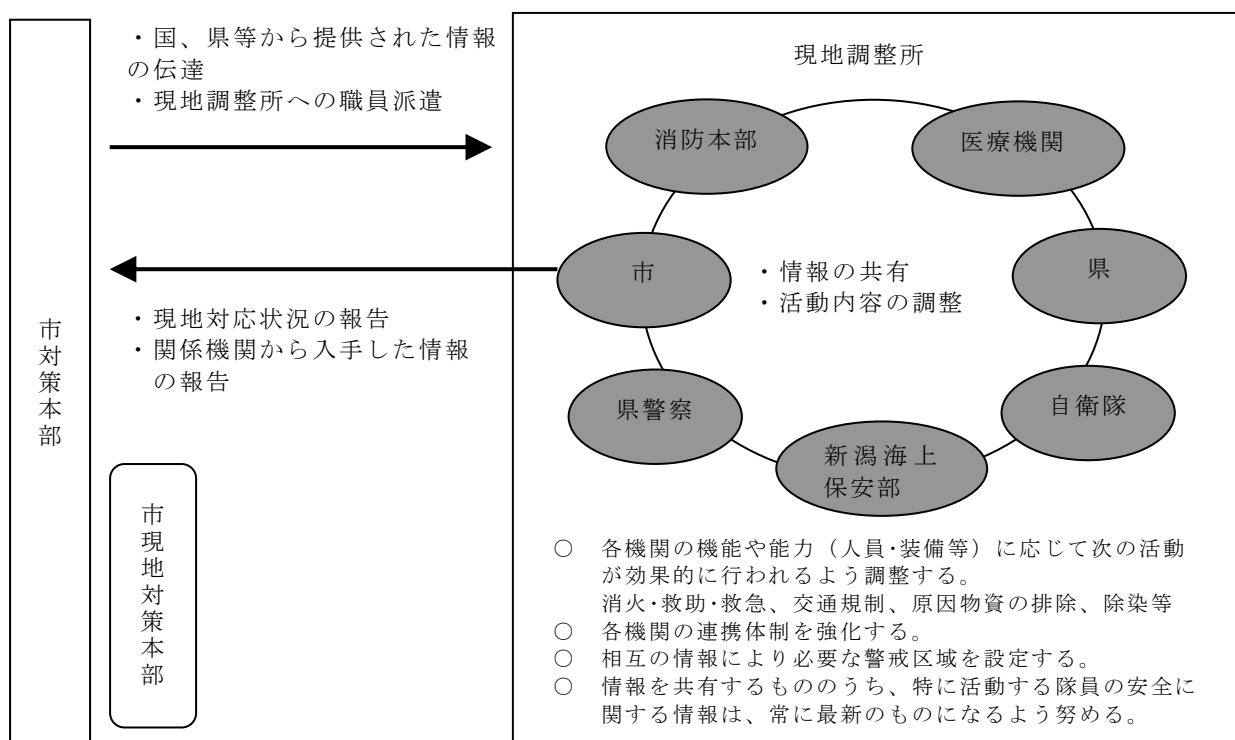 ・国、県等から提供された情報
の伝達
・現地調整所への職員派遣
現地調整所
消防本部
医療機関
市
県
・情報の共有
・活動内容の調整
・現地対応状況の報告
・関係機関から入手した情報
の報告
市対策本部
県警察
自衛隊
新潟海上
保安部
市現地対策本部
○ 各機関の機能や能力（人員・装備等）に応じて次の活動
が効果的に行われるよう調整する。
消火・救助・救急、交通規制、原因物資の排除、除染等
○ 各機関の連携体制を強化する。
○ 相互の情報により必要な警戒区域を設定する。
○ 情報を共有するもののうち、特に活動する隊員の安全に
関する情報は、常に最新のものになるよう努める。